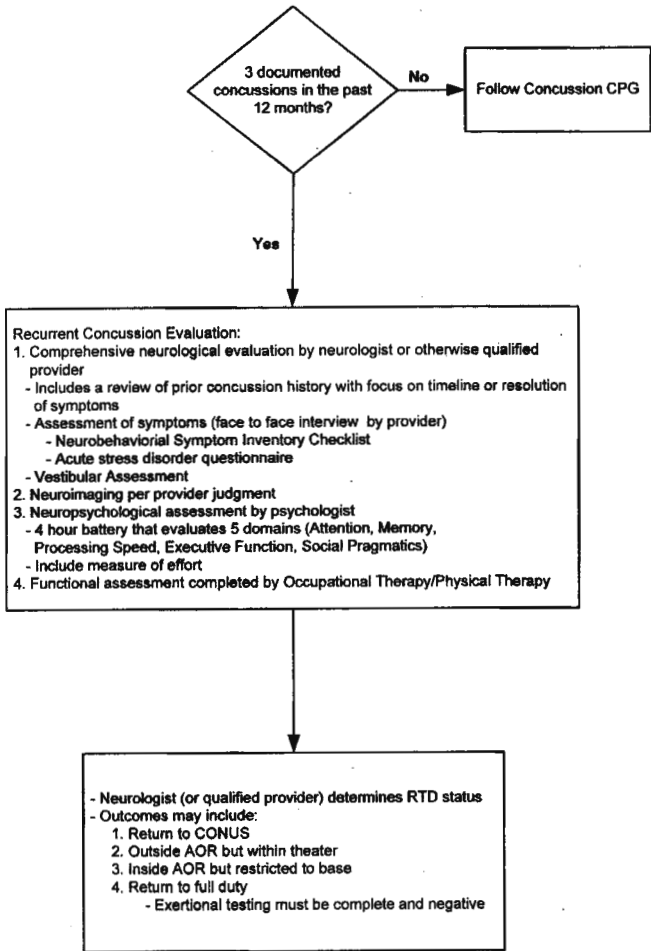 3 documented
concussions in the past
12 months?
No
Follow Concussion CPG
Yes
Recurrent Concussion Evaluation:
1. Comprehensive neurological evaluation by neurologist or otherwise qualified
provider
- Includes a review of prior concussion history with focus on timeline or resolution
of symptoms
- Assessment of symptoms (face to face interview by provider)
- Neurobehaviorial Symptom Inventory Checklist
- Acute stress disorder questionnaire
- Vestibular Assessment
2. Neuroimaging per provider judgment
3. Neuropsychological assessment by psychologist
- 4 hour battery that evaluates 5 domains (Attention, Memory,
Processing Speed, Executive Function, Social Pragmatics)
- Include measure of effort
4. Functional assessment completed by Occupational Therapy/Physical Therapy
- Neurologist (or qualified provider) determines RTD status
- Outcomes may include:
1. Return to CONUS
2. Outside AOR but within theater
3. Inside AOR but restricted to base
4. Return to full duty
- Exertional testing must be complete and negative